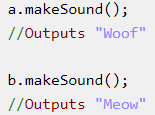 a.makeSound();
//Outputs "Woof"
b.makeSound();
//Outputs "Meow"